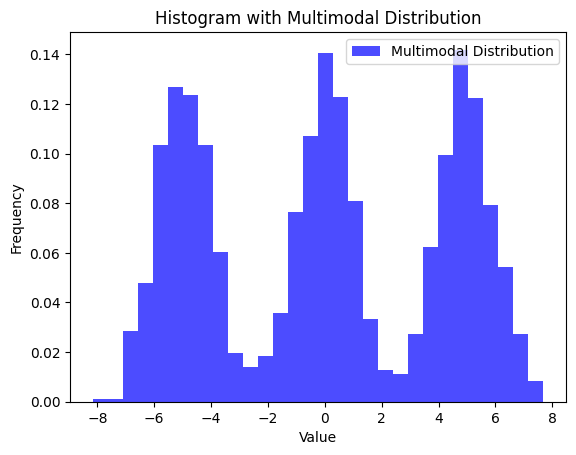 Histogram with Multimodal Distribution
Multimodal Distribution
0.14
0.12
0.10
0.08
0.06
0.04
0.02
0.00
Frequency
−8 −6 −4 −2 0 2 4 6 8
Value